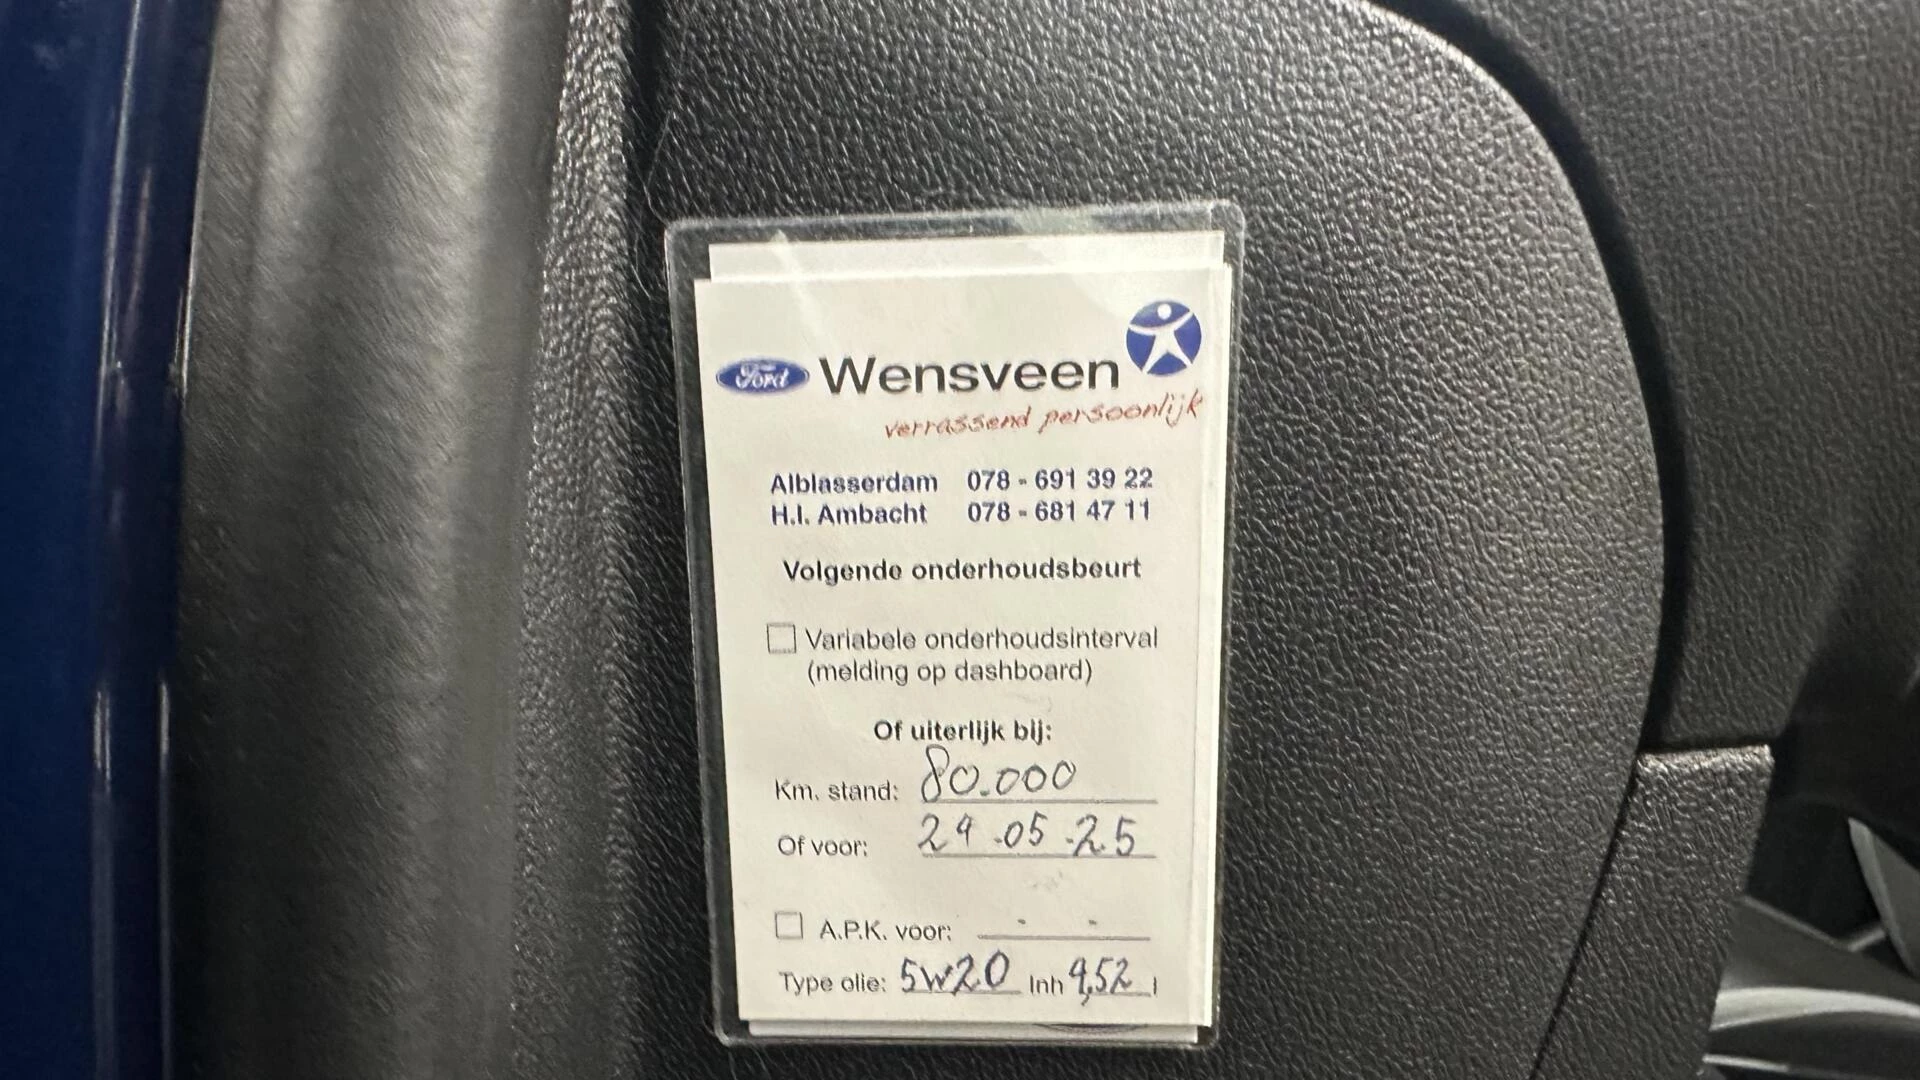 Ford Wensveen
verrassend persoonlijk
Alblasserdam 078 - 691 39 22
H.I. Ambacht 078 - 681 47 11
Volgende onderhoudsbeurt
Variabele onderhoudsinterval
(melding op dashboard)
Of uiterlijk bij:
Km. stand: 80.000
Of voor: 29-05-25
A.P.K. voor: - -
Type olie: 5W20 Inh 9,52 l